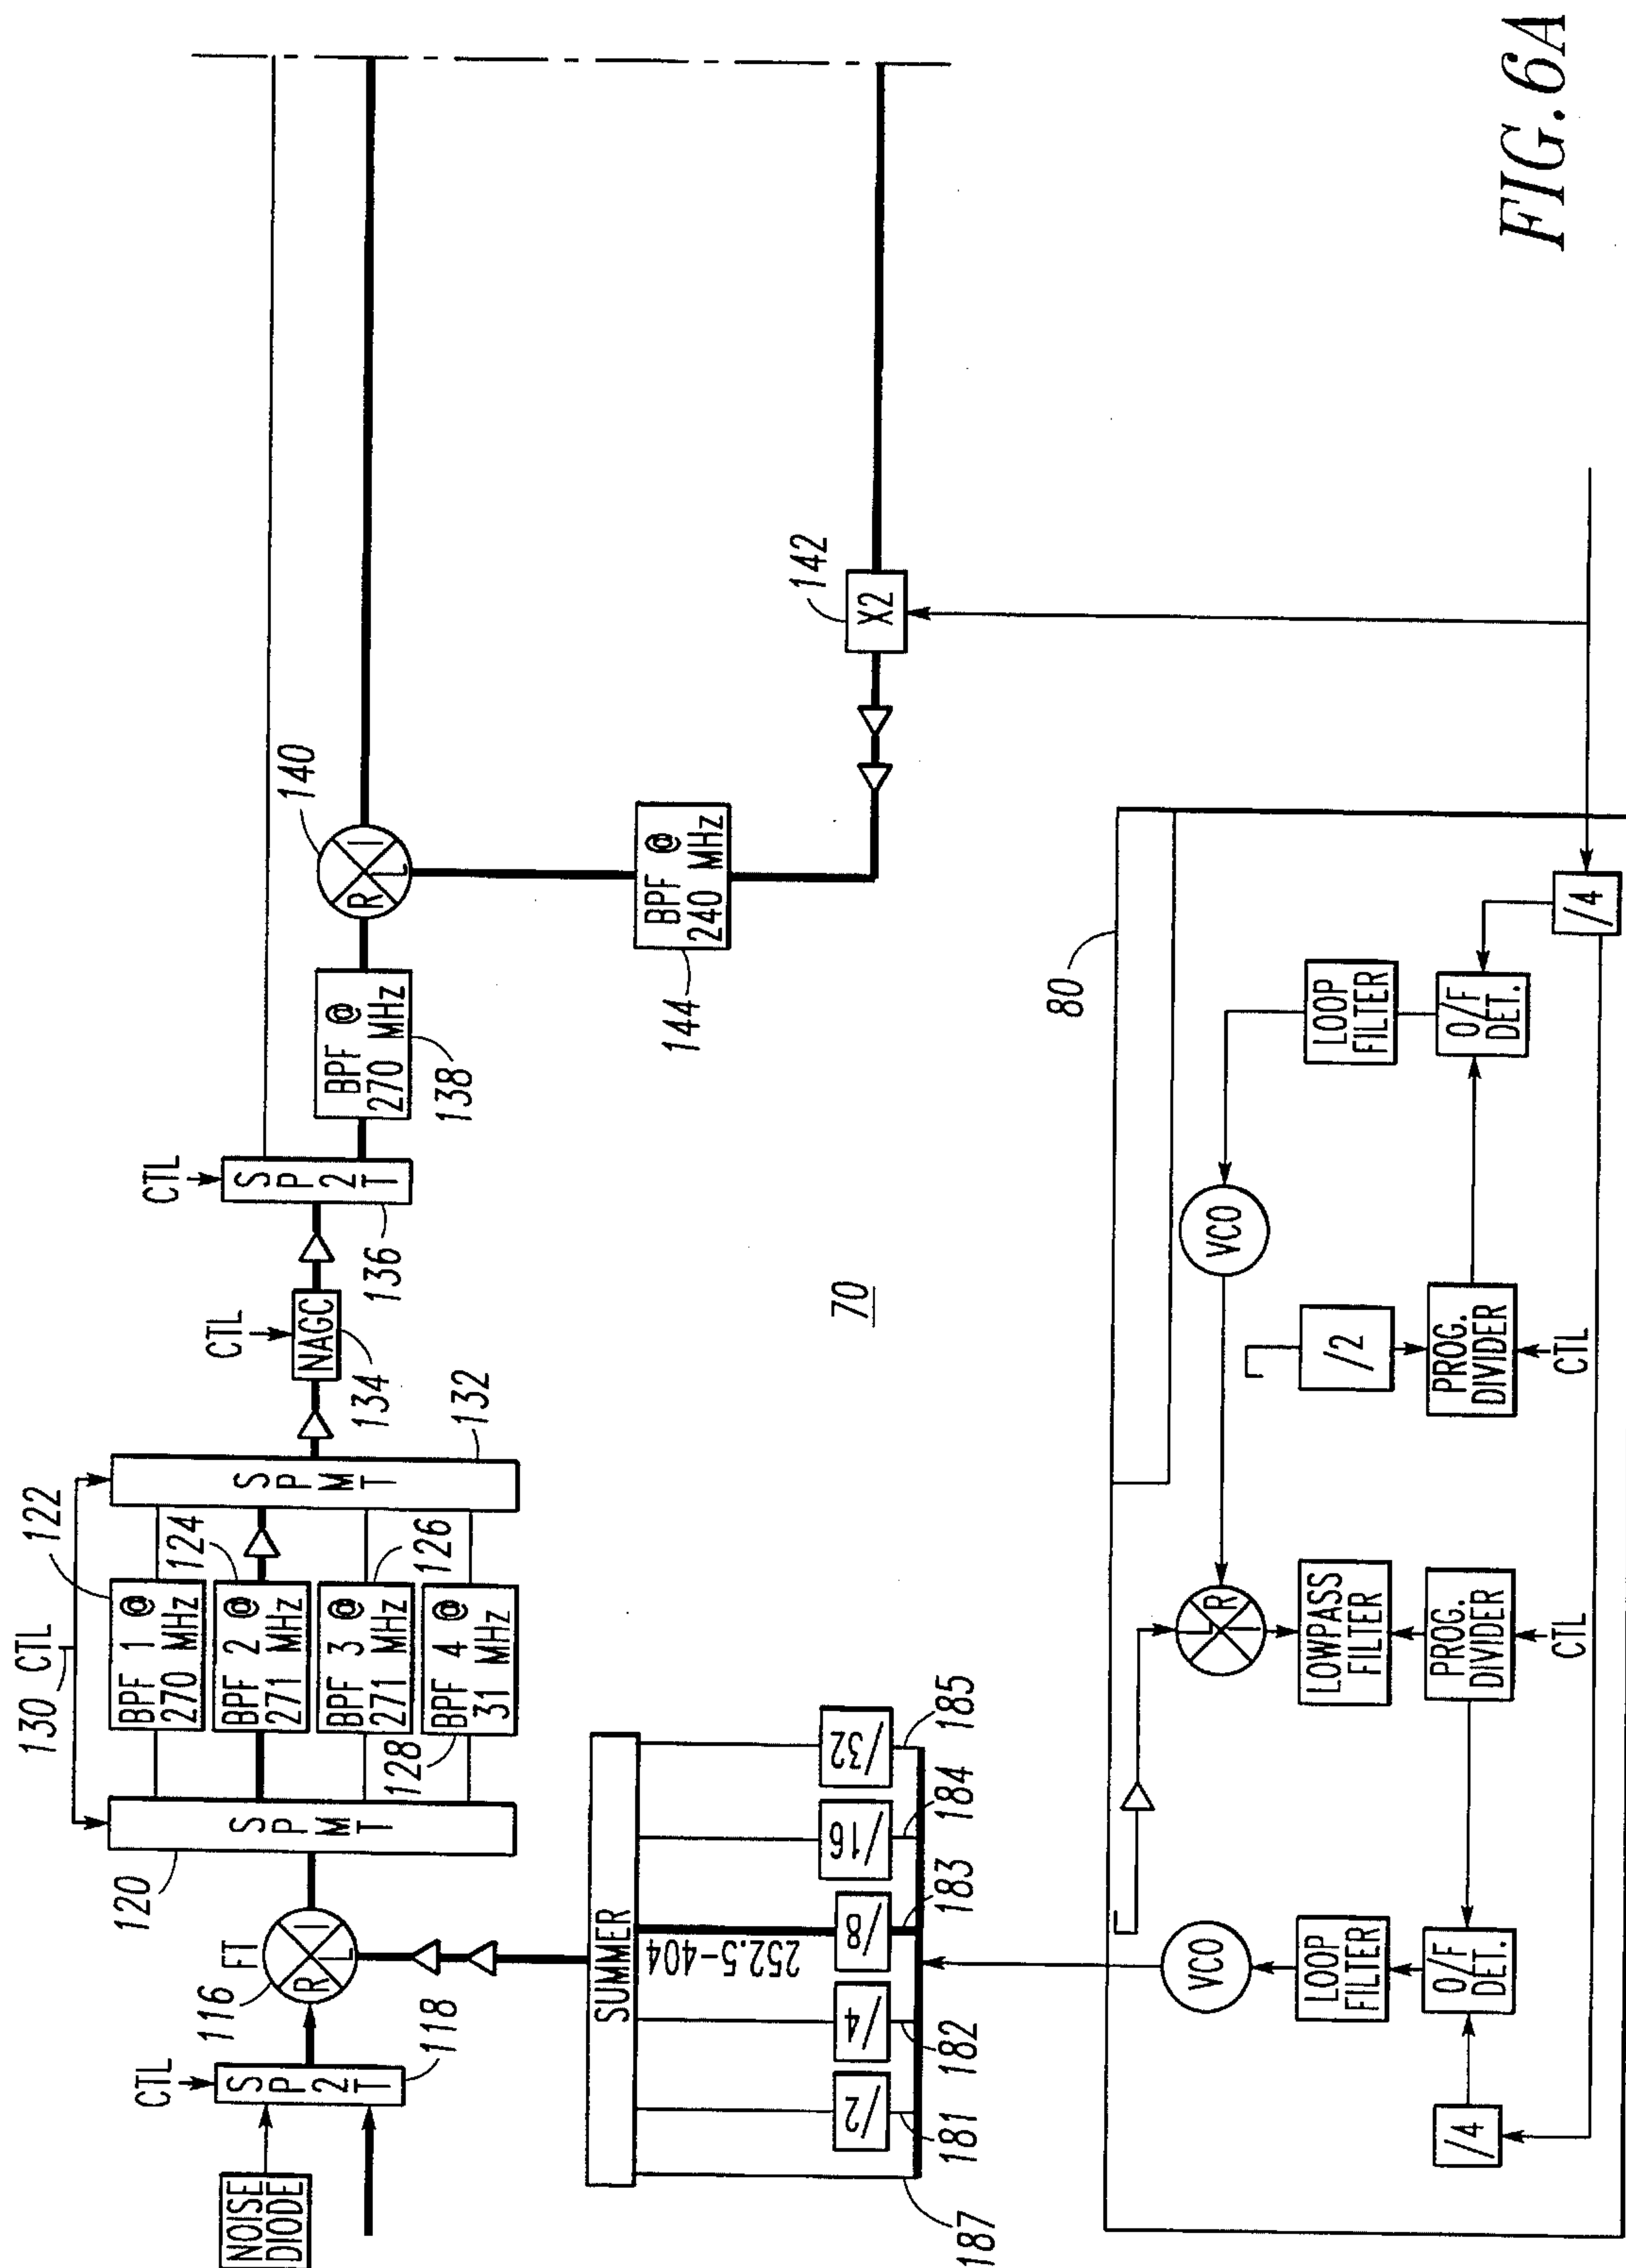 NOISE
DIODE
CTL
S P 2 T
118
116
FT
R I L
120
S P M T
130 CTL
BPF 1 @
270 MHz
122
BPF 2 @
271 MHz
124
BPF 3 @
271 MHz
126
BPF 4 @
31 MHz
128
S P M T
132
CTL
NAGC
134
CTL
S P 2 T
136
BPF @
270 MHz
138
R I L
140
BPF @
240 MHz
144
X2
142
SUMMER
252.5-404
/2
/4
/8
/16
/32
187
181
182
183
184
185
70
80
VCO
LOOP
FILTER
O/F
DET.
/4
L R I
LOWPASS
FILTER
PROG.
DIVIDER
CTL
VCO
/2
PROG.
DIVIDER
CTL
LOOP
FILTER
O/F
DET.
/4
FIG.6A